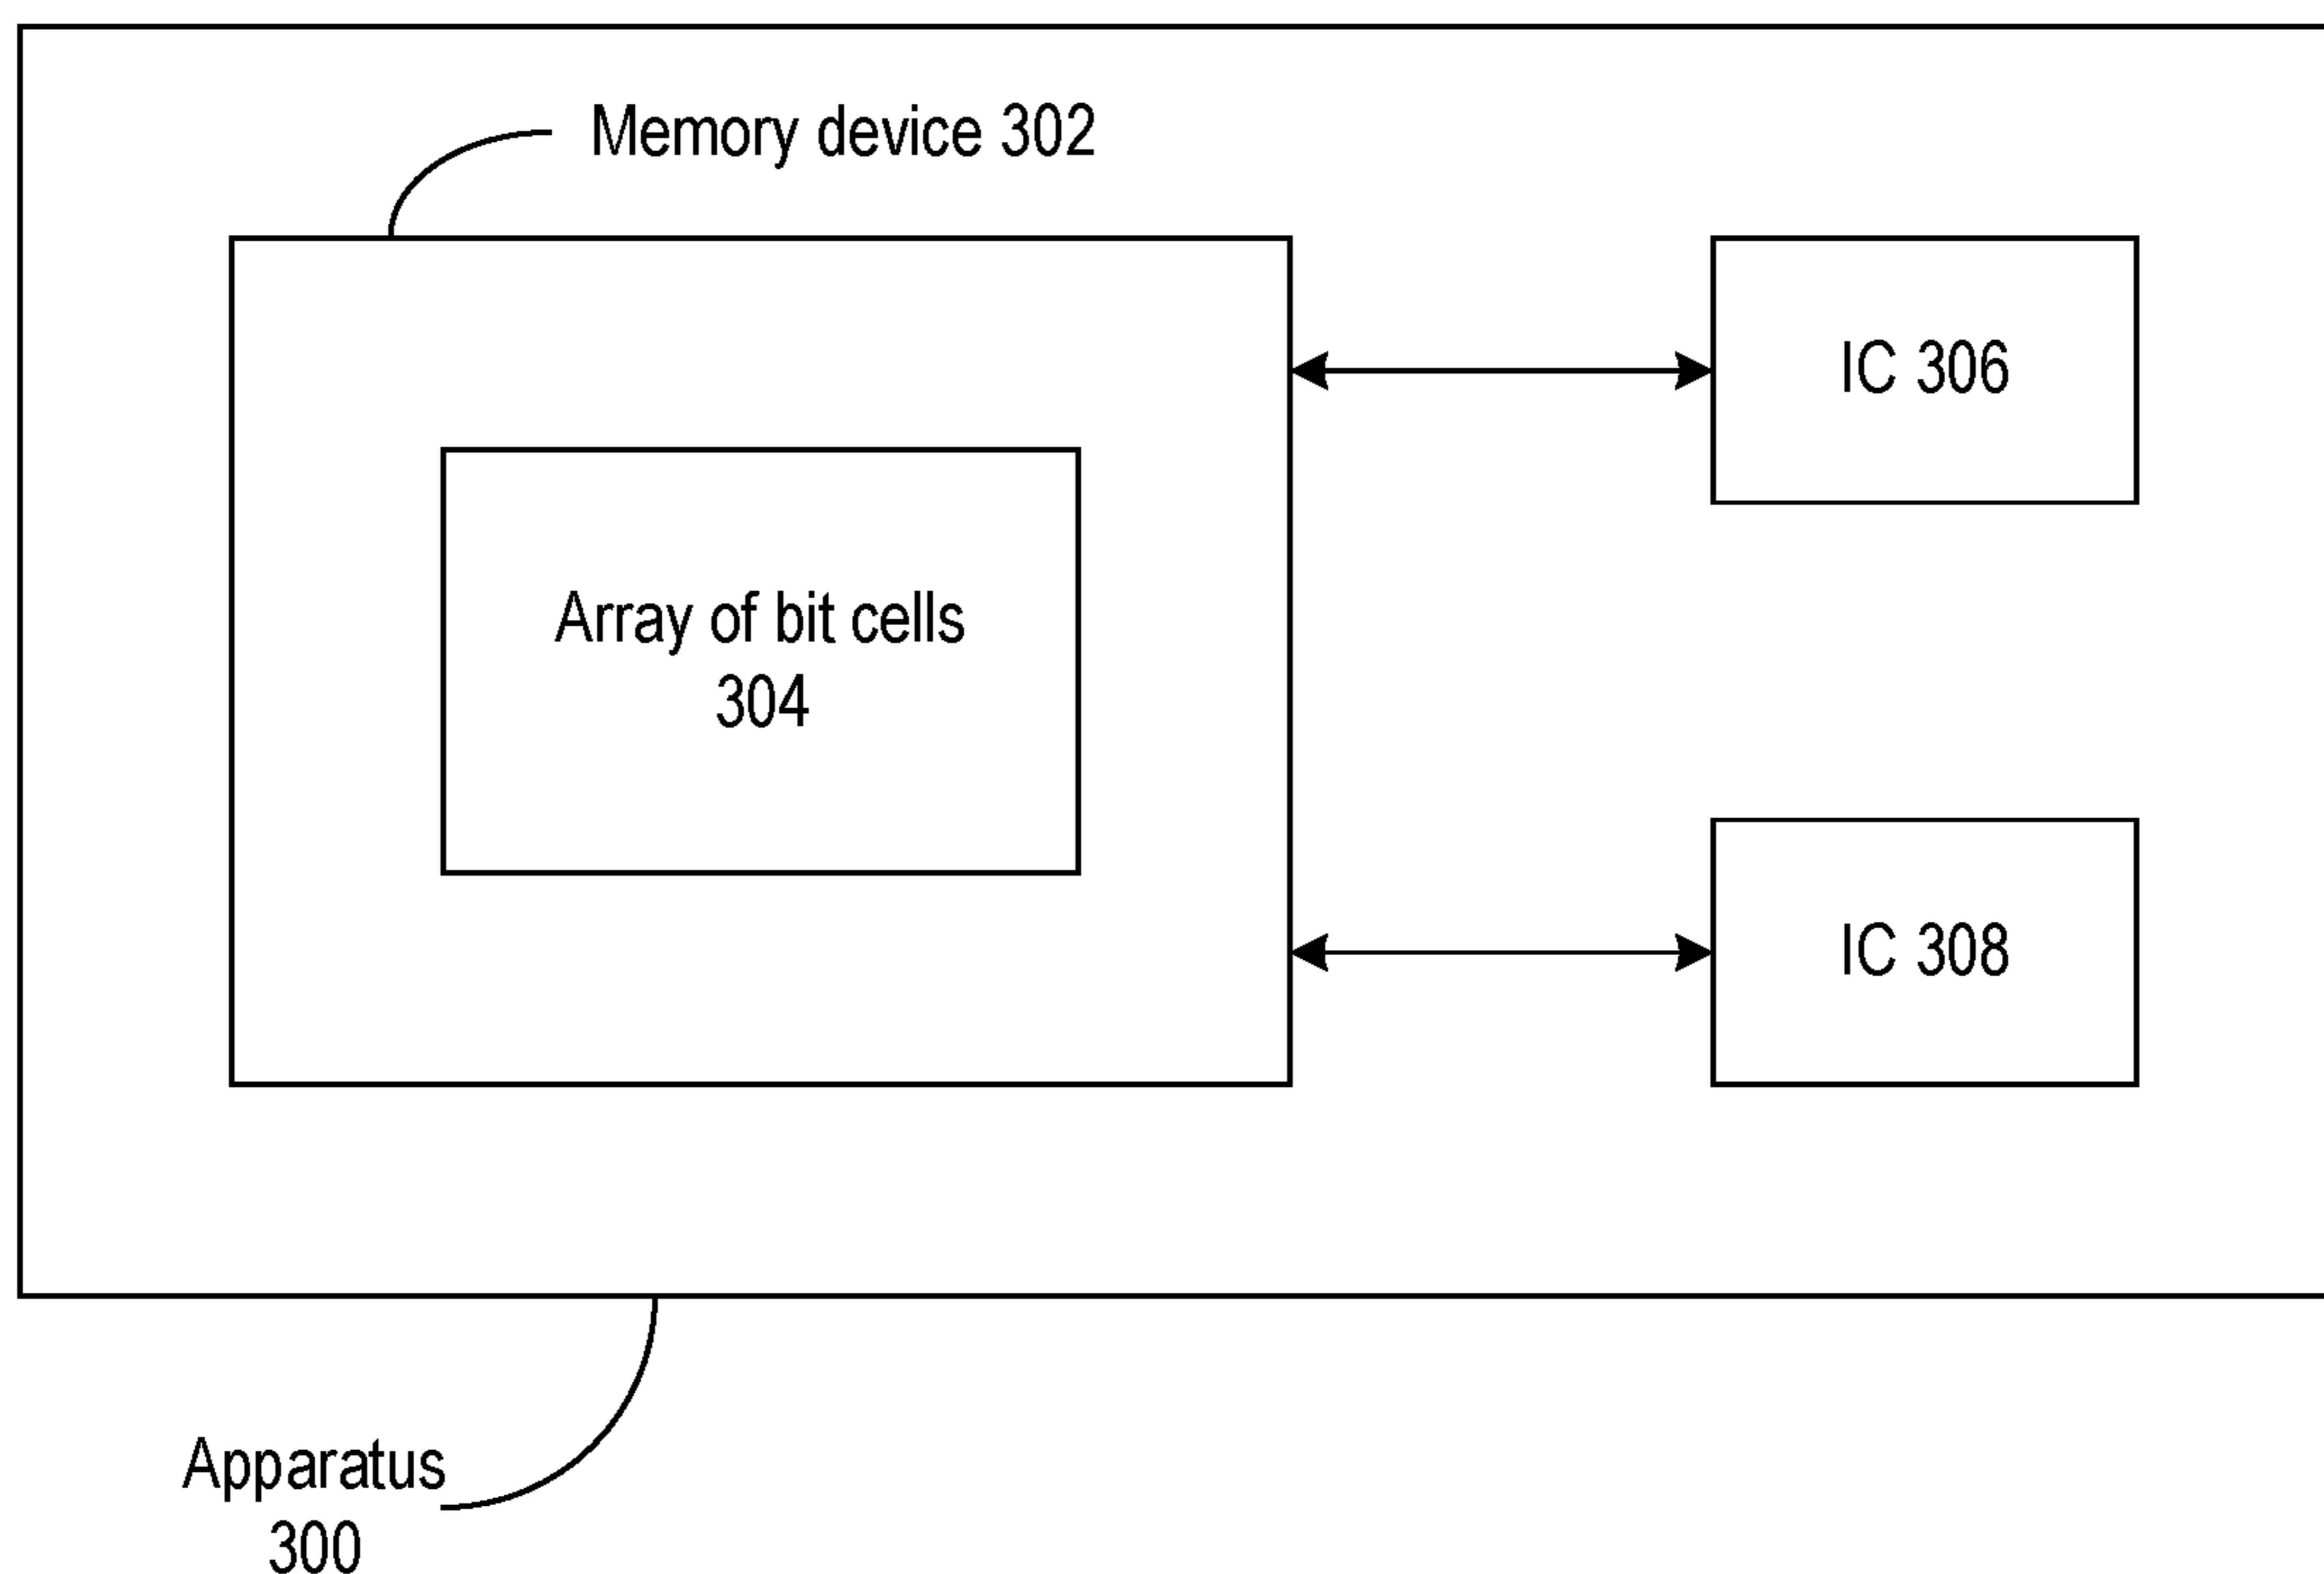 Memory device 302
IC 306
Array of bit cells
304
IC 308
Apparatus
300